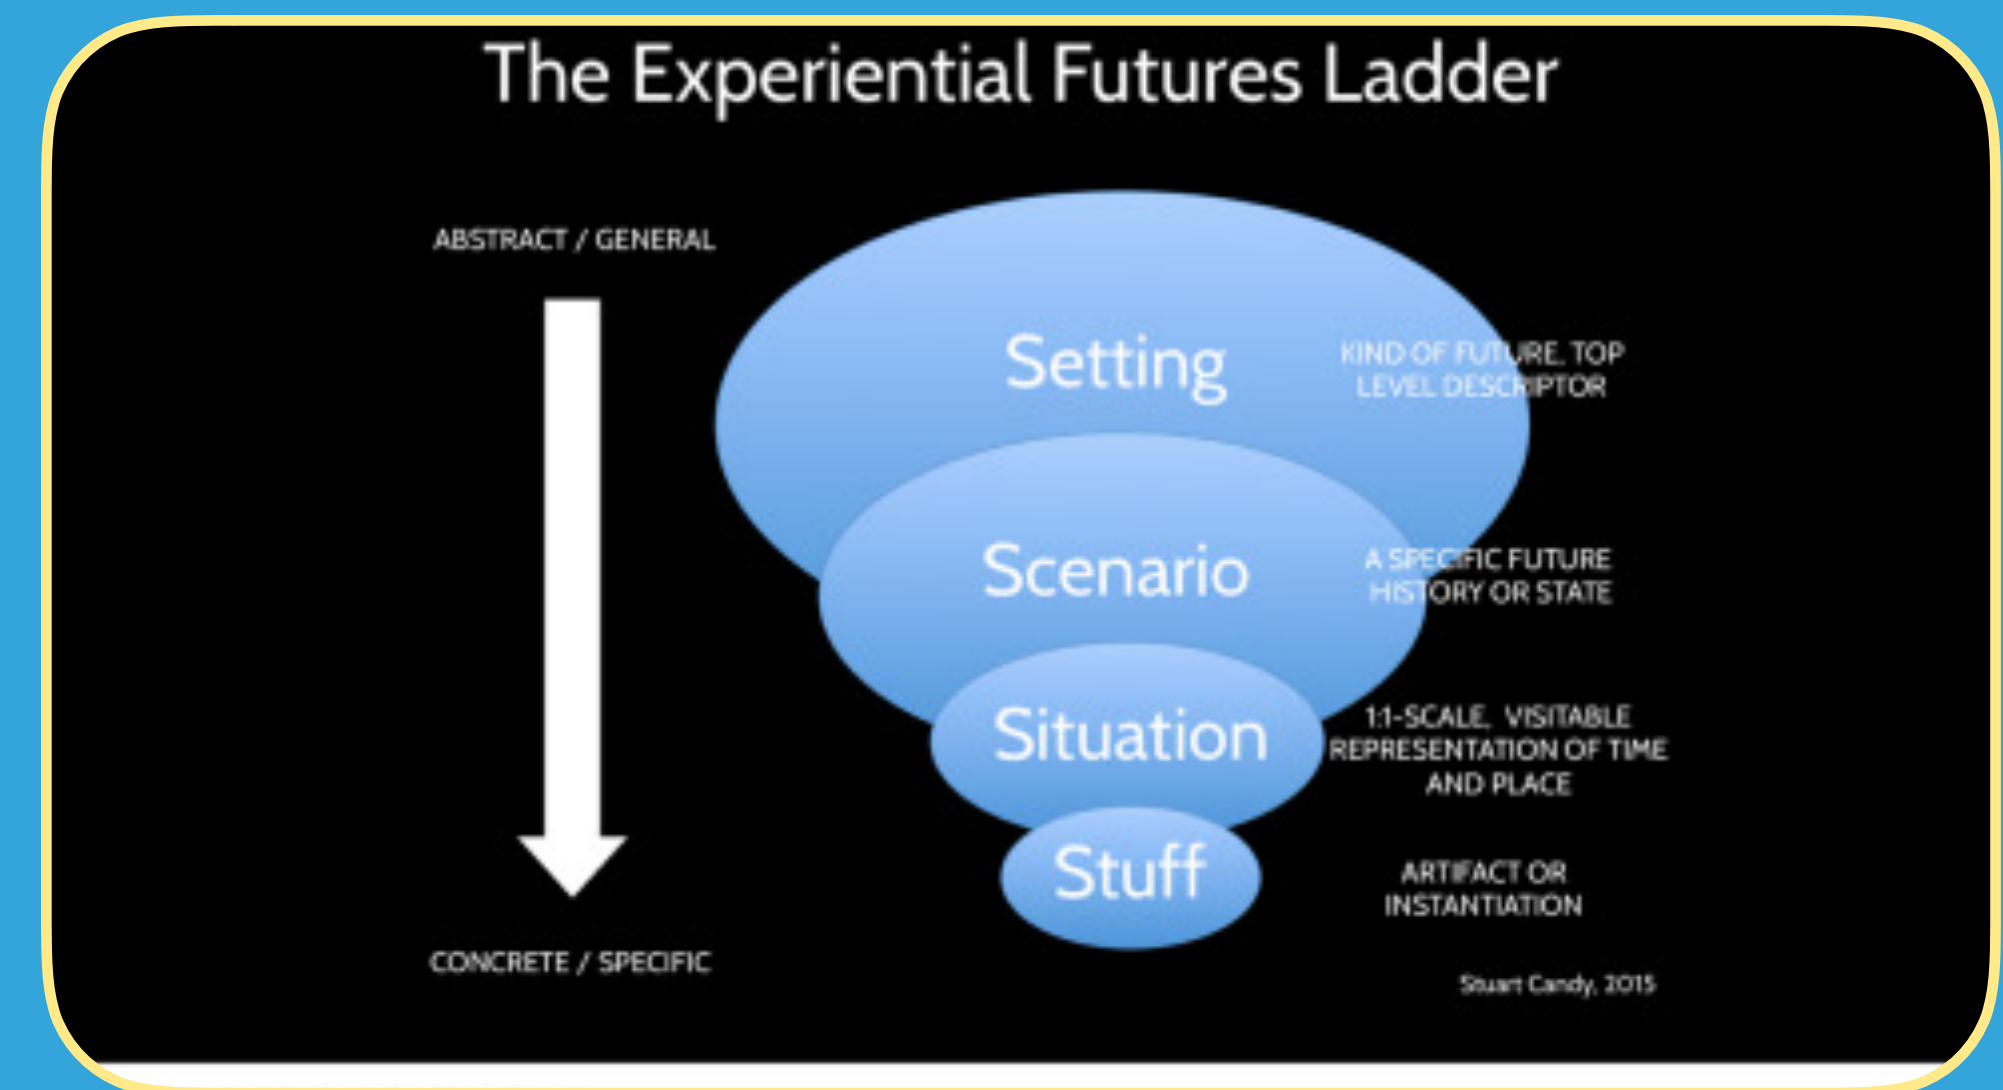 The Experiential Futures Ladder
ABSTRACT / GENERAL
Setting
KIND OF FUTURE, TOP
LEVEL DESCRIPTOR
Scenario
A SPECIFIC FUTURE
HISTORY OR STATE
Situation
1:1-SCALE, VISITABLE
REPRESENTATION OF TIME
AND PLACE
Stuff
ARTIFACT OR
INSTANTIATION
CONCRETE / SPECIFIC
Stuart Candy, 2015